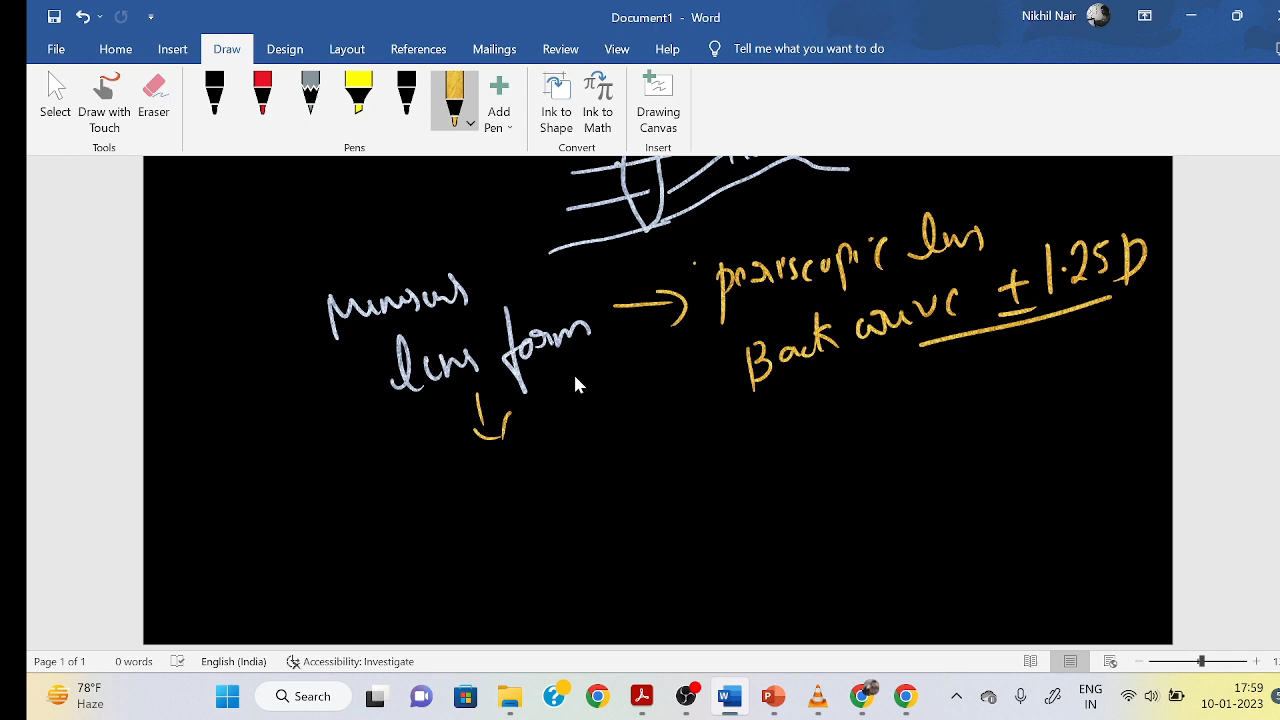 Document1 - Word
Nikhil Nair
File Home Insert Draw Design Layout References Mailings Review View Help Tell me what you want to do
Select Draw with Touch Eraser
Add Pen
Ink to Shape Ink to Math
Drawing Canvas
Tools Pens Convert Insert
lens form
lens
Back curve ± 1.25 D
Page 1 of 1 0 words English (India) Accessibility: Investigate
78°F
Haze
Search
ENG
IN
17:59
10-01-2023